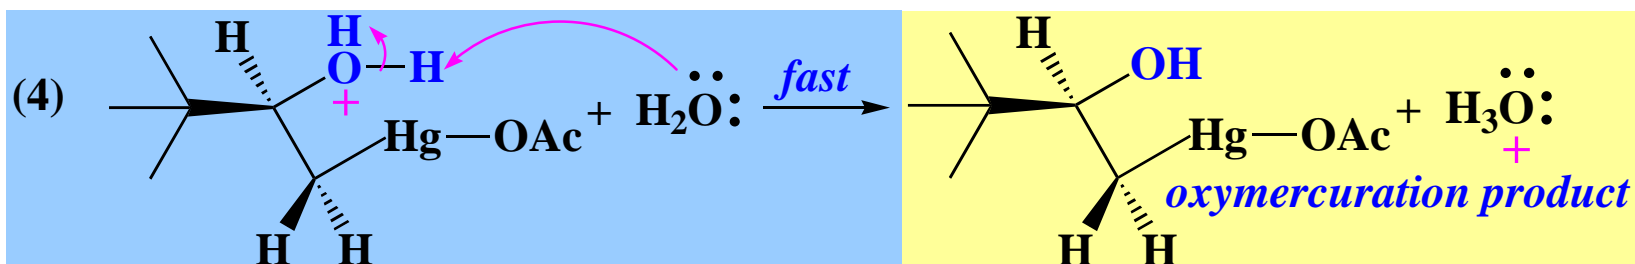 H H H
(4) O H OH
+ fast
Hg OAc + H₂O: Hg OAc + H₃O:
+
oxymercuration product
H H H H